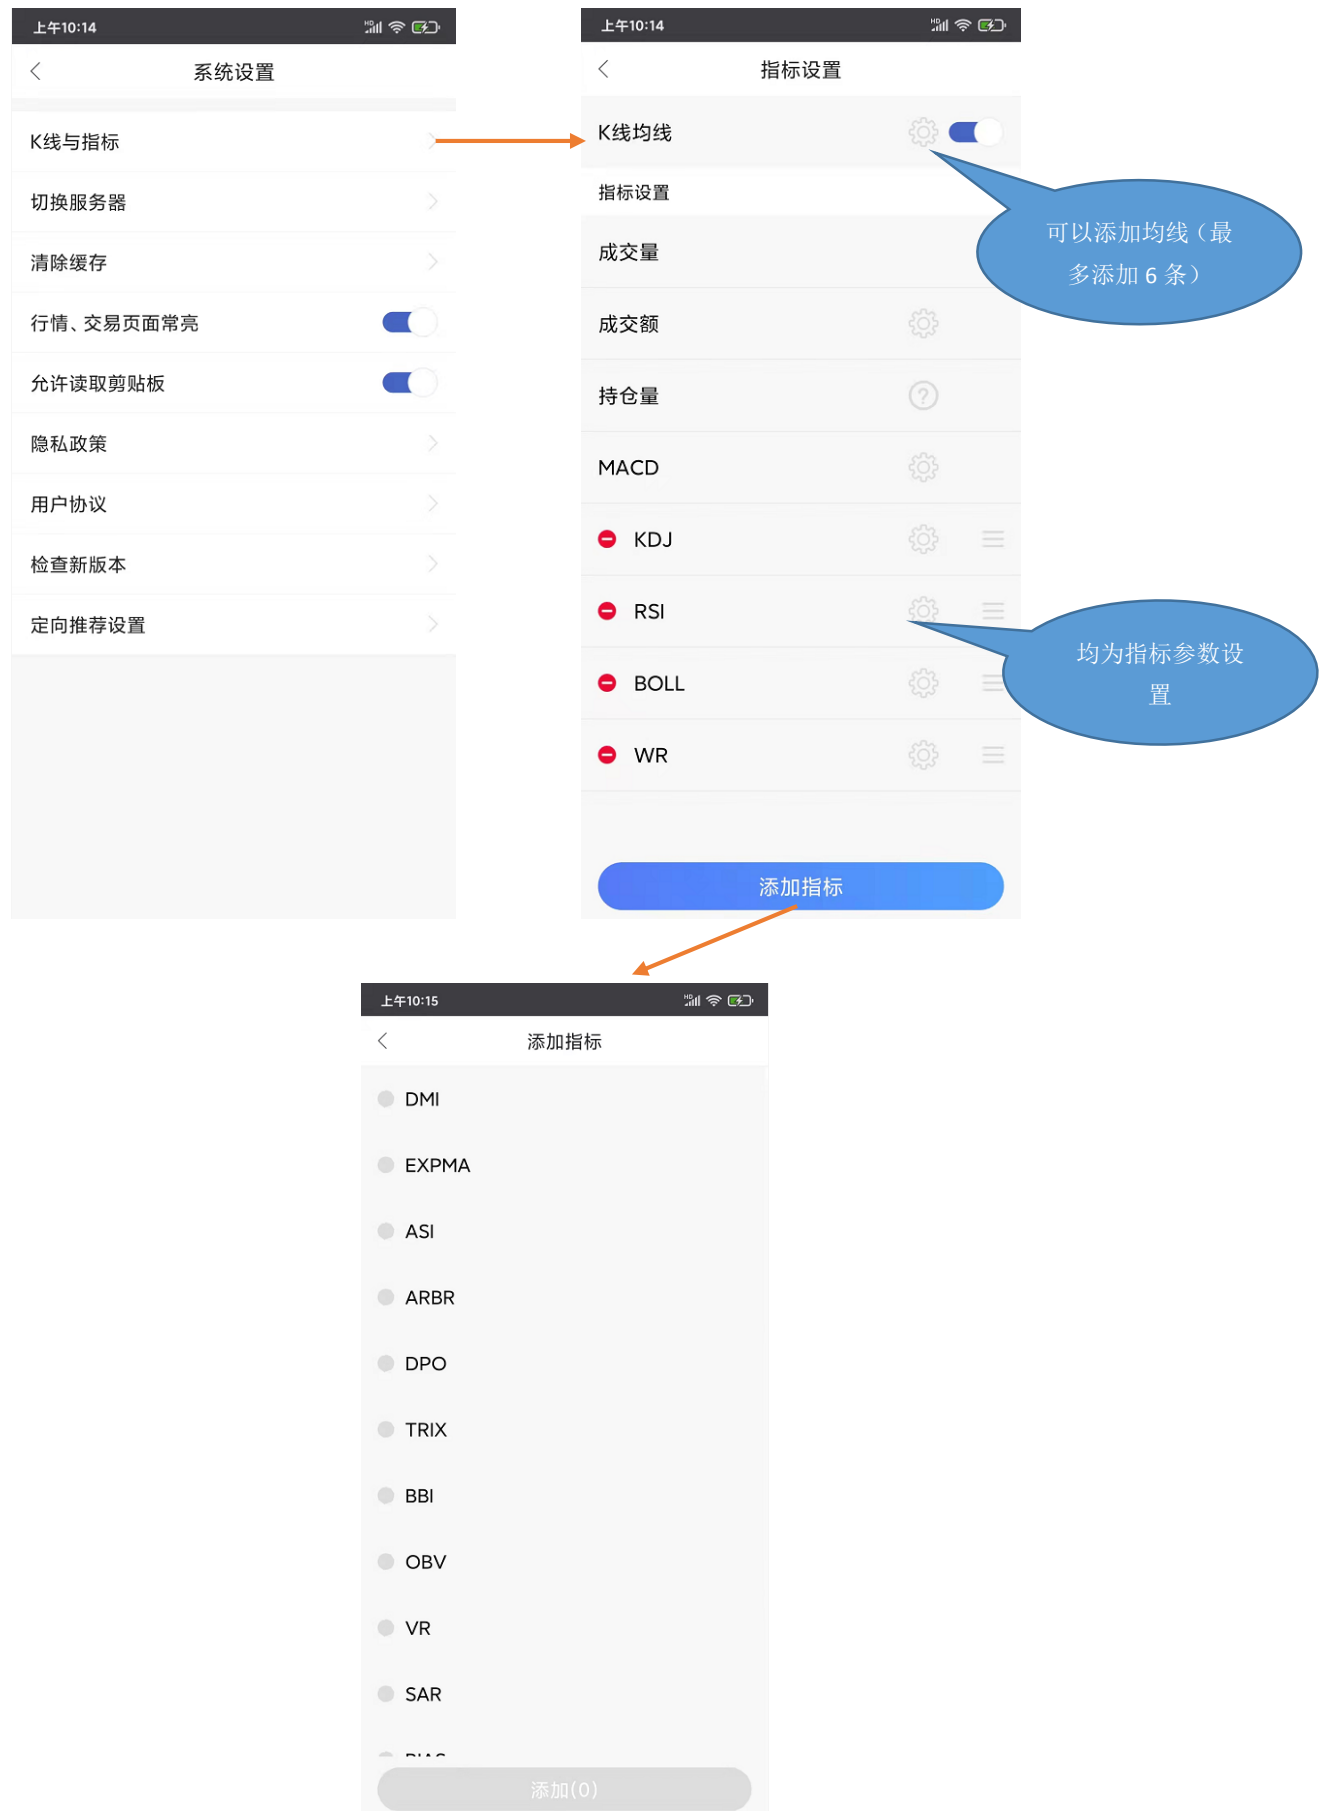 上午10:14
系统设置
K线与指标
切换服务器
清除缓存
行情、交易页面常亮
允许读取剪贴板
隐私政策
用户协议
检查新版本
定向推荐设置
上午10:14
指标设置
K线均线
指标设置
成交量
成交额
持仓量
MACD
KDJ
RSI
BOLL
WR
添加指标
可以添加均线（最
多添加 6 条）
均为指标参数设
置
上午10:15
添加指标
DMI
EXPMA
ASI
ARBR
DPO
TRIX
BBI
OBV
VR
SAR
BIAS
添加(0)